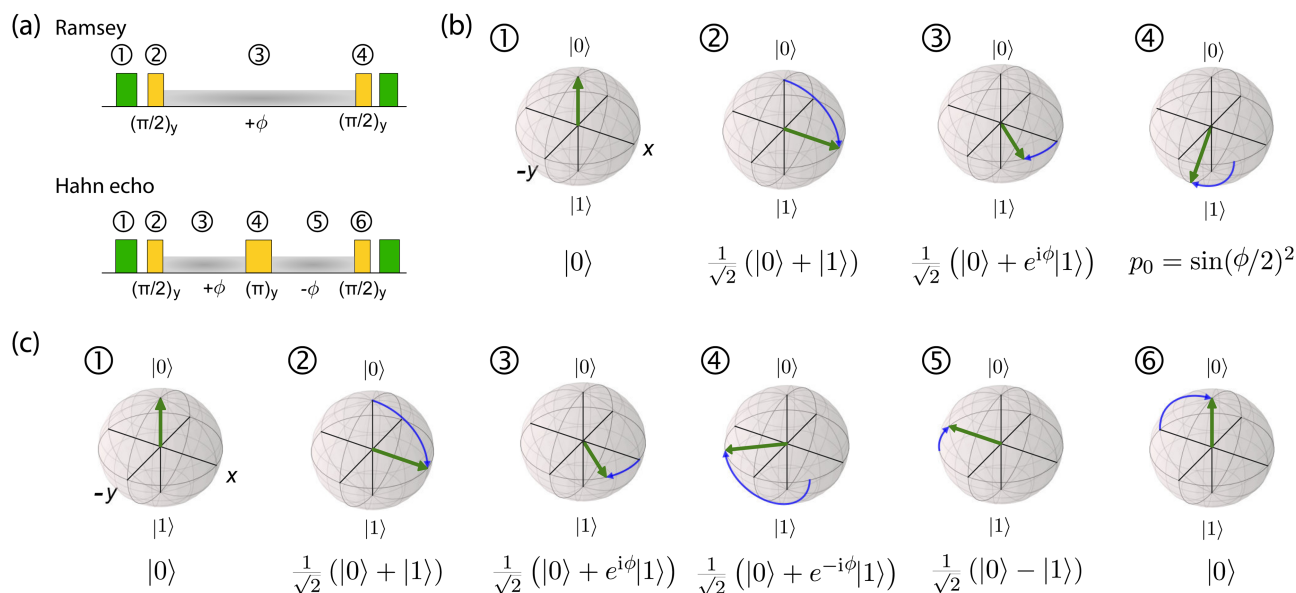 (a) Ramsey
① ② ③ ④
(π/2)y +ϕ (π/2)y
Hahn echo
① ② ③ ④ ⑤ ⑥
(π/2)y +ϕ (π)y -ϕ (π/2)y
(b) ① ② ③ ④
|0⟩ |0⟩ |0⟩ |0⟩
-y x
|1⟩ |1⟩ |1⟩ |1⟩
|0⟩ 1/√2 (|0⟩ + |1⟩) 1/√2 (|0⟩ + e^{iϕ}|1⟩) p₀ = sin(ϕ/2)²
(c) ① ② ③ ④ ⑤ ⑥
|0⟩ |0⟩ |0⟩ |0⟩ |0⟩ |0⟩
-y x
|1⟩ |1⟩ |1⟩ |1⟩ |1⟩ |1⟩
|0⟩ 1/√2 (|0⟩ + |1⟩) 1/√2 (|0⟩ + e^{iϕ}|1⟩) 1/√2 (|0⟩ + e^{-iϕ}|1⟩) 1/√2 (|0⟩ − |1⟩) |0⟩